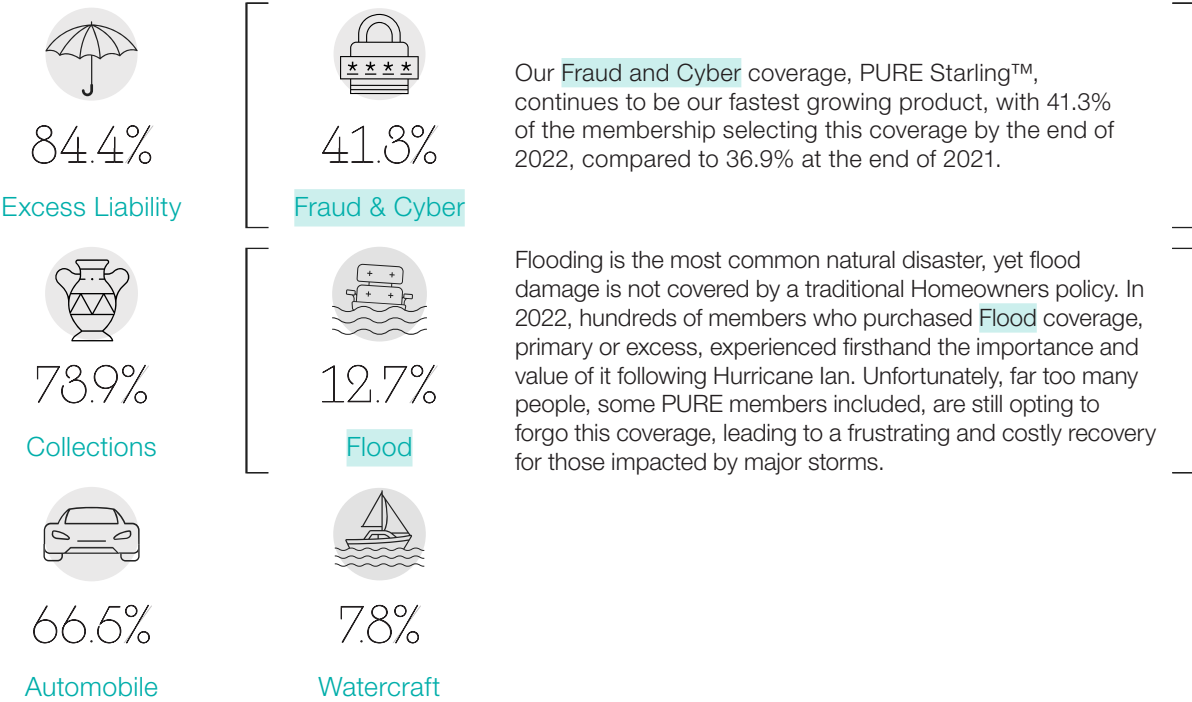 84.4%
Excess Liability
* * * *
41.3%
Fraud & Cyber
Our Fraud and Cyber coverage, PURE Starling™,
continues to be our fastest growing product, with 41.3%
of the membership selecting this coverage by the end of
2022, compared to 36.9% at the end of 2021.
73.9%
Collections
12.7%
Flood
Flooding is the most common natural disaster, yet flood
damage is not covered by a traditional Homeowners policy. In
2022, hundreds of members who purchased Flood coverage,
primary or excess, experienced firsthand the importance and
value of it following Hurricane Ian. Unfortunately, far too many
people, some PURE members included, are still opting to
forgo this coverage, leading to a frustrating and costly recovery
for those impacted by major storms.
66.5%
Automobile
7.8%
Watercraft